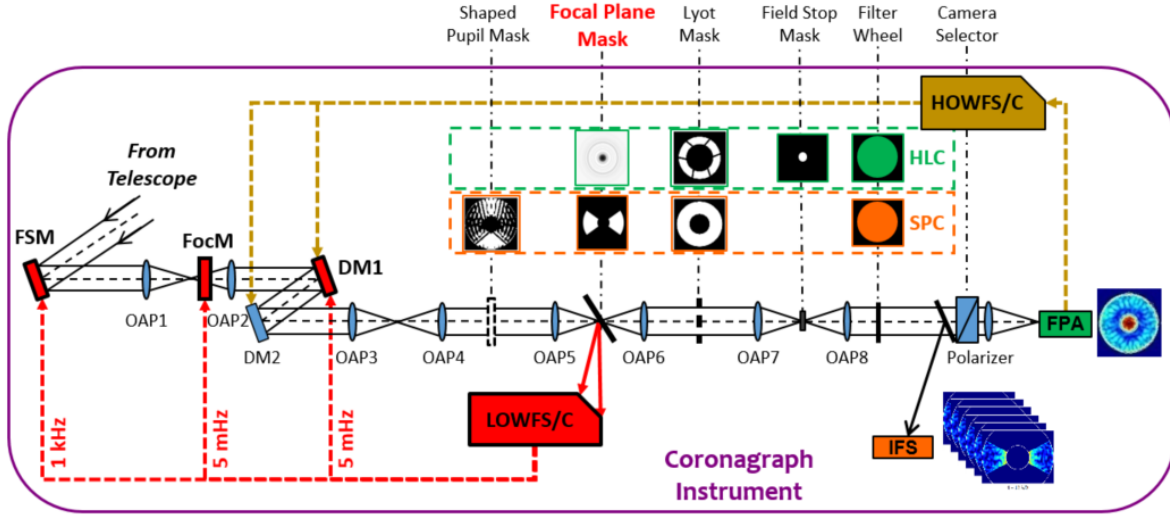 Shaped
Pupil Mask
Focal Plane
Mask
Lyot
Mask
Field Stop
Mask
Filter
Wheel
Camera
Selector
HOWFS/C
From
Telescope
HLC
SPC
FSM
FocM
DM1
OAP1
OAP2
DM2
OAP3
OAP4
OAP5
OAP6
OAP7
OAP8
Polarizer
FPA
LOWFS/C
IFS
1 kHz
5 mHz
5 mHz
Coronagraph
Instrument